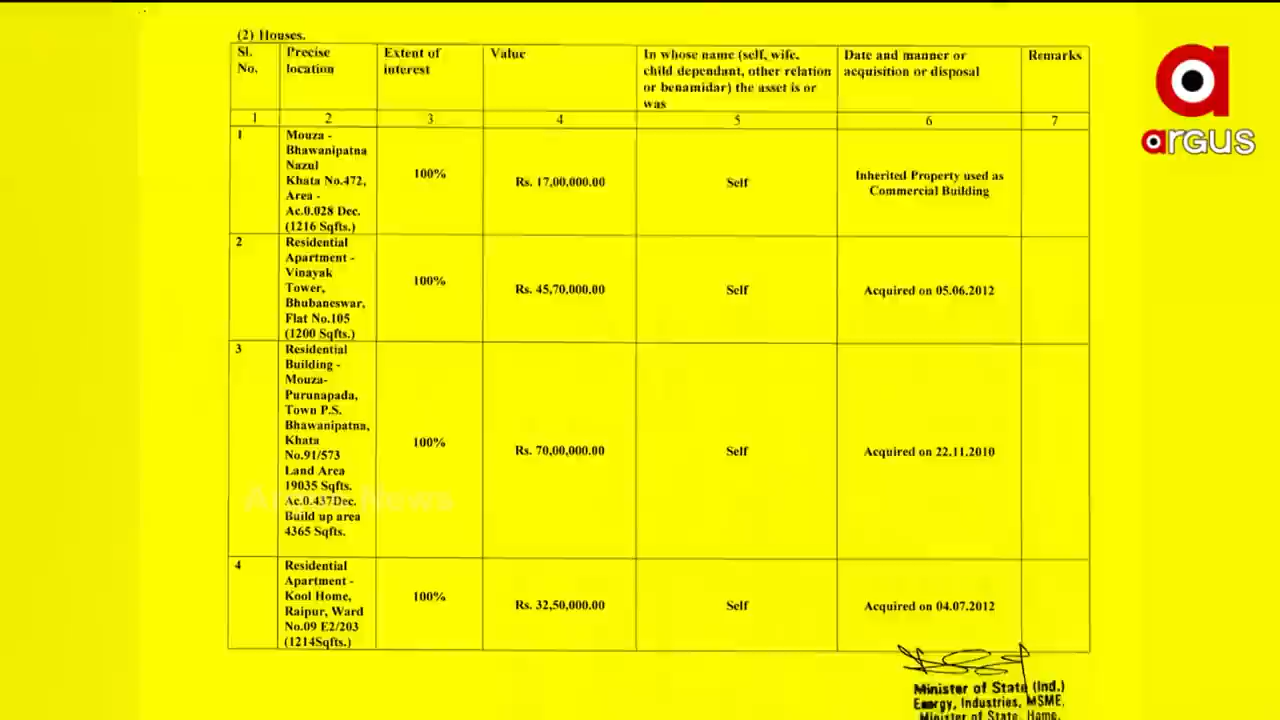 (2) Houses.
Sl. No.
Precise location
Extent of interest
Value
In whose name (self, wife, child dependant, other relation or benamidar) the asset is or was
Date and manner or acquisition or disposal
Remarks
1 2 3 4 5 6 7
1
Mouza -
Bhawanipatna
Nazul
Khata No.472,
Area -
Ac.0.028 Dec.
(1216 Sqfts.)
100%
Rs. 17,00,000.00
Self
Inherited Property used as
Commercial Building
2
Residential
Apartment -
Vinayak
Tower,
Bhubaneswar,
Flat No.105
(1200 Sqfts.)
100%
Rs. 45,70,000.00
Self
Acquired on 05.06.2012
3
Residential
Building -
Mouza-
Purunapada,
Town P.S.
Bhawanipatna,
Khata
No.91/573
Land Area
19035 Sqfts.
Ac.0.437Dec.
Build up area
4365 Sqfts.
100%
Rs. 70,00,000.00
Self
Acquired on 22.11.2010
4
Residential
Apartment -
Kool Home,
Raipur, Ward
No.09 E2/203
(1214Sqfts.)
100%
Rs. 32,50,000.00
Self
Acquired on 04.07.2012
Minister of State (Ind.)
Energy, Industries, MSME,
Minister of State, Home,
argus
News